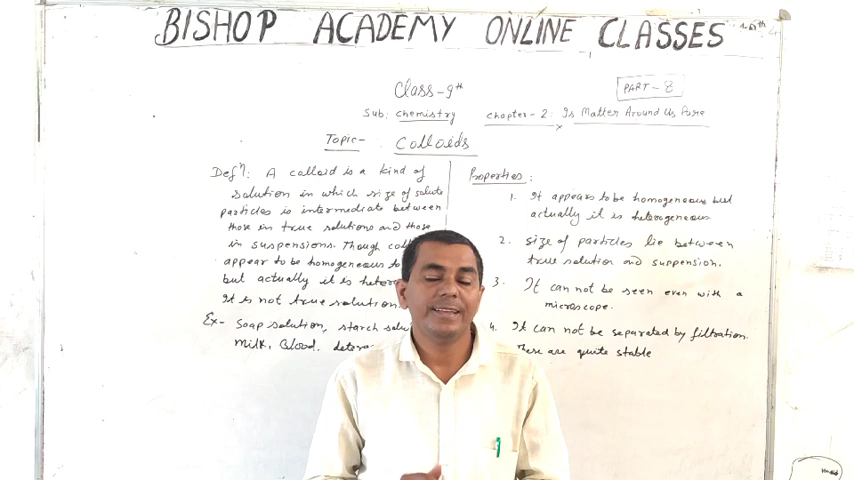 BISHOP ACADEMY ONLINE CLASSES
Class-9th
PART-8
Sub: Chemistry Chapter-2: Is Matter Around Us Pure
Topic- : Colloids
Defⁿ: A colloid is a kind of
solution in which size of solute
particles is intermediate between
those in true solutions and those
in suspensions. Though
appear to be homogeneous to
but actually it is
It is not true solution.
Ex- Soap solution, starch
Milk, Blood,
Properties:
1. It appears to be homogeneous but
actually it is heterogeneous
2. size of particles lie between
true solution and suspension.
3. It can not be seen even with a
microscope.
4. It can not be separated by filtration.
These are quite stable